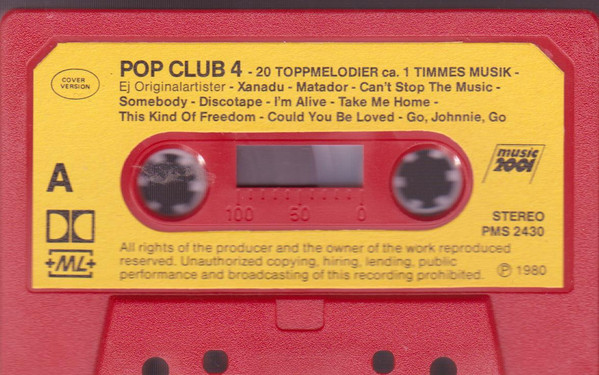 COVER
VERSION
POP CLUB 4 - 20 TOPPMELODIER ca. 1 TIMMES MUSIK -
Ej Originalartister - Xanadu - Matador - Can't Stop The Music -
Somebody - Discotape - I'm Alive - Take Me Home -
This Kind Of Freedom - Could You Be Loved - Go, Johnnie, Go
A
music
2001
100 50 0
STEREO
PMS 2430
ML
All rights of the producer and the owner of the work reproduced
reserved. Unauthorized copying, hiring, lending, public
performance and broadcasting of this recording prohibited.
℗ 1980